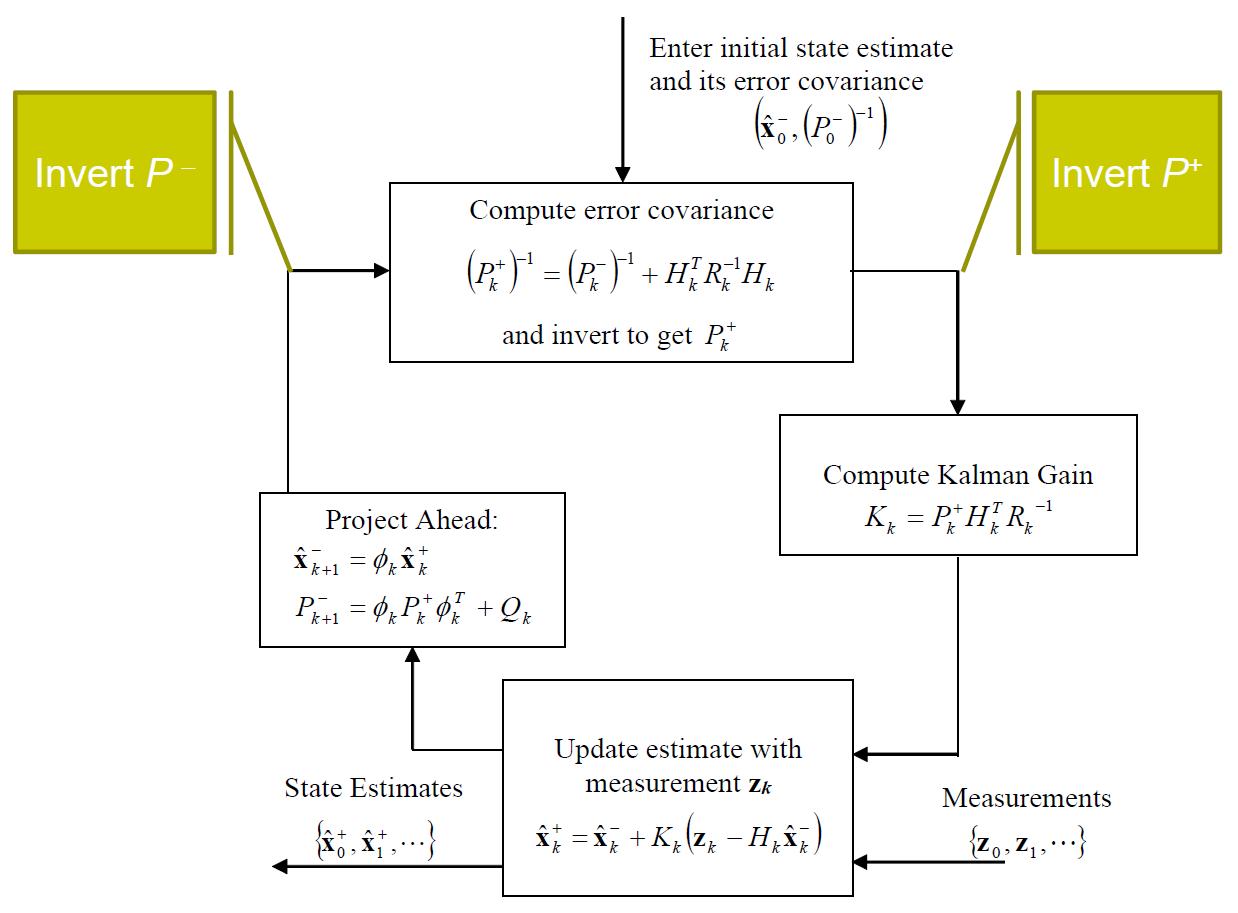 Enter initial state estimate
and its error covariance
(x̂₀⁻, (P₀⁻)⁻¹)
Invert P⁻
Invert P⁺
Compute error covariance
(Pₖ⁺)⁻¹ = (Pₖ⁻)⁻¹ + HₖᵀRₖ⁻¹Hₖ
and invert to get Pₖ⁺
Compute Kalman Gain
Kₖ = Pₖ⁺HₖᵀRₖ⁻¹
Project Ahead:
x̂ₖ₊₁⁻ = ϕₖx̂ₖ⁺
Pₖ₊₁⁻ = ϕₖPₖ⁺ϕₖᵀ + Qₖ
Update estimate with
measurement zₖ
x̂ₖ⁺ = x̂ₖ⁻ + Kₖ(zₖ − Hₖx̂ₖ⁻)
State Estimates
{x̂₀⁺, x̂₁⁺, ⋯}
Measurements
{z₀, z₁, ⋯}